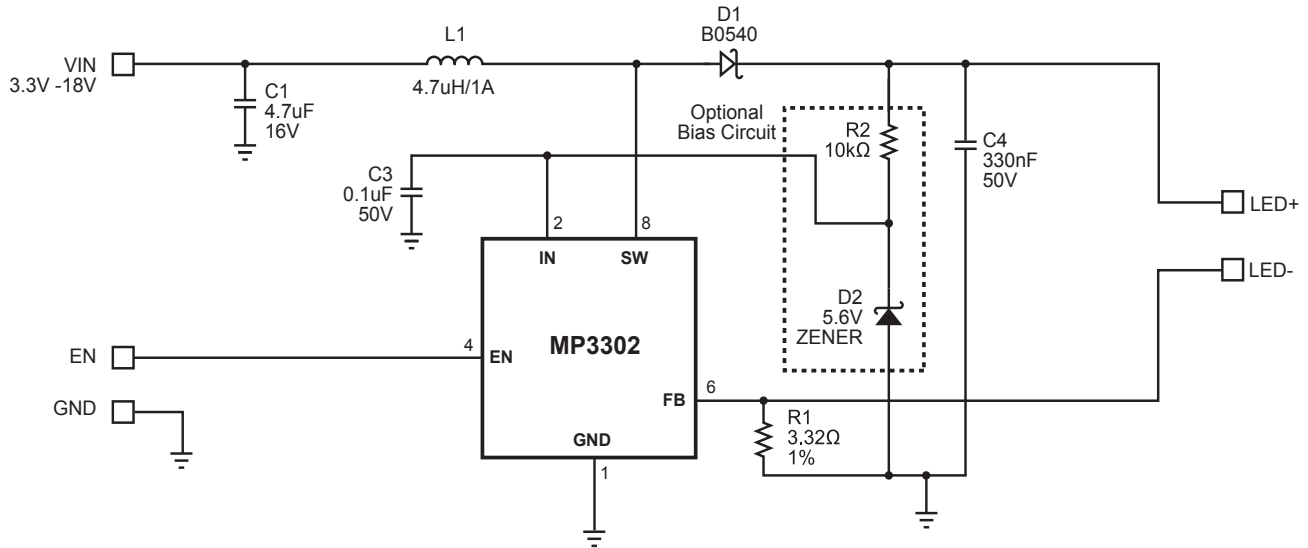 D1
B0540
L1
VIN
3.3V -18V
4.7uH/1A
C1
4.7uF
16V
Optional
Bias Circuit
R2
10kΩ
C4
330nF
50V
C3
0.1uF
50V
LED+
2
8
IN
SW
LED-
D2
5.6V
ZENER
MP3302
EN
4
EN
6
FB
GND
R1
3.32Ω
1%
GND
1